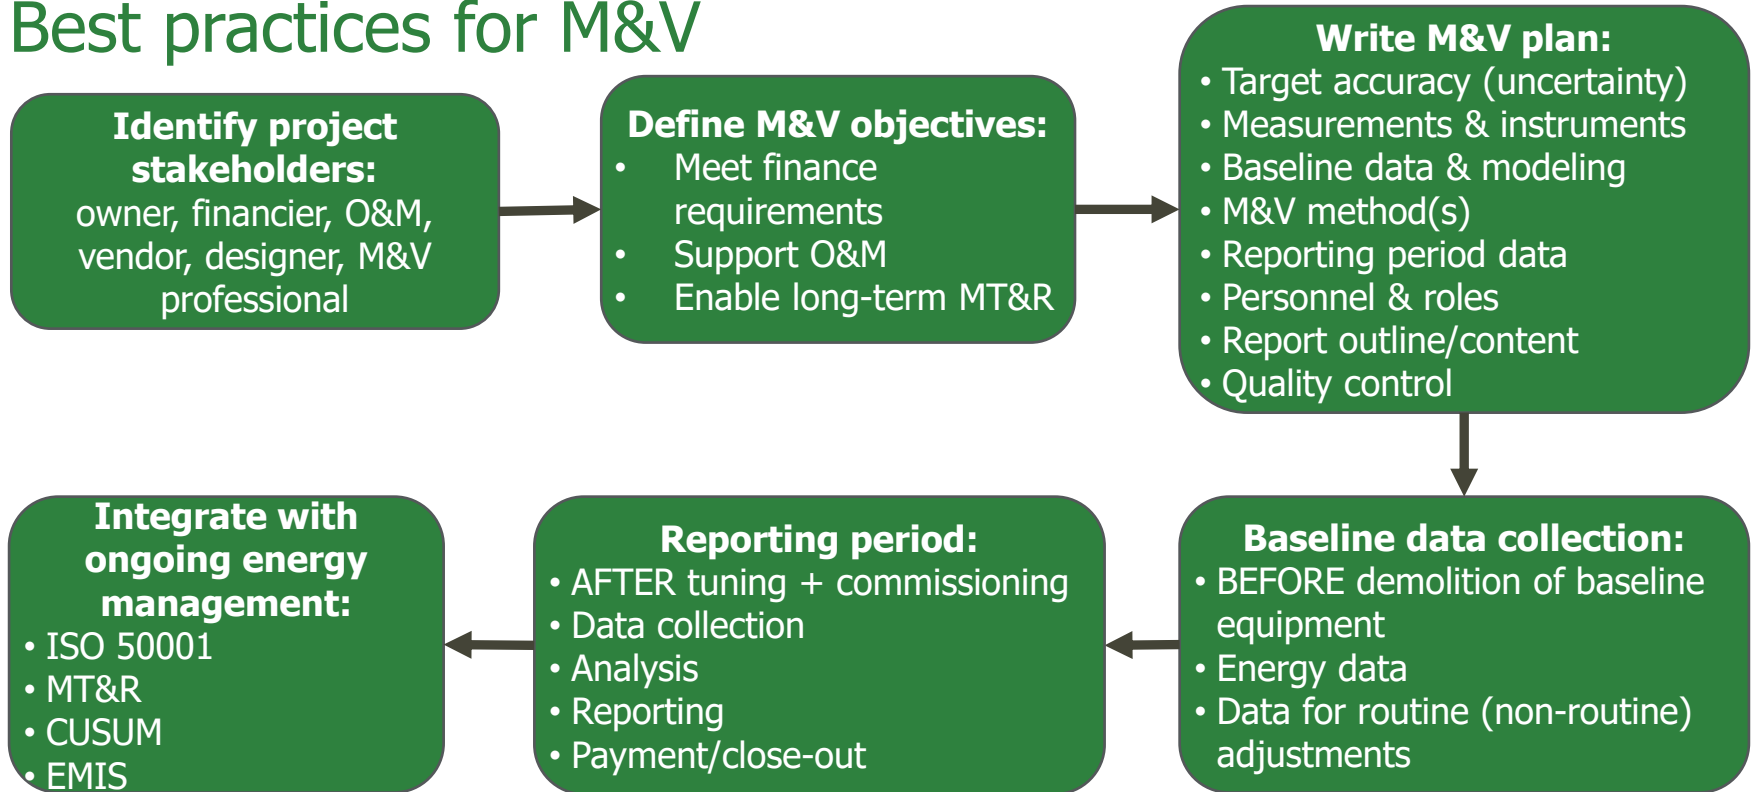 Best practices for M&V
Identify project
stakeholders:
owner, financier, O&M,
vendor, designer, M&V
professional
Define M&V objectives:
• Meet finance
requirements
• Support O&M
• Enable long-term MT&R
Write M&V plan:
• Target accuracy (uncertainty)
• Measurements & instruments
• Baseline data & modeling
• M&V method(s)
• Reporting period data
• Personnel & roles
• Report outline/content
• Quality control
Baseline data collection:
• BEFORE demolition of baseline
equipment
• Energy data
• Data for routine (non-routine)
adjustments
Reporting period:
• AFTER tuning + commissioning
• Data collection
• Analysis
• Reporting
• Payment/close-out
Integrate with
ongoing energy
management:
• ISO 50001
• MT&R
• CUSUM
• EMIS